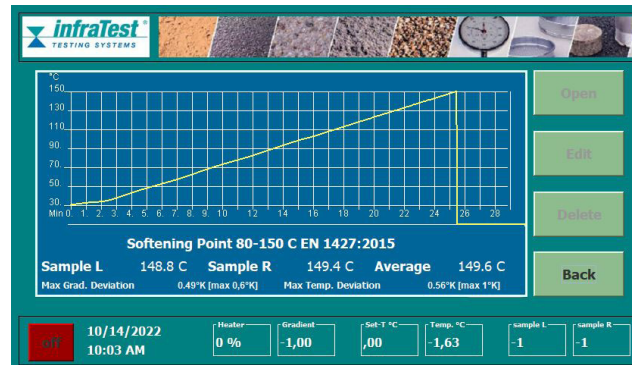 infraTest®
TESTING SYSTEMS
°C
150
130
110
90.
70.
50.
30.
Min 0. 1. 2. 3. 4. 5. 6. 7. 8. 9. 10 12 14 16 18 20 22 24 26 28
Softening Point 80-150 C EN 1427:2015
Sample L 148.8 C Sample R 149.4 C Average 149.6 C
Max Grad. Deviation 0.49°K [max 0,6°K] Max Temp. Deviation 0.56°K [max 1°K]
Open
Edit
Delete
Back
off
10/14/2022
10:03 AM
Heater
0 %
Gradient
-1,00
Set-T °C
,00
Temp. °C
-1,63
sample L
-1
sample R
-1